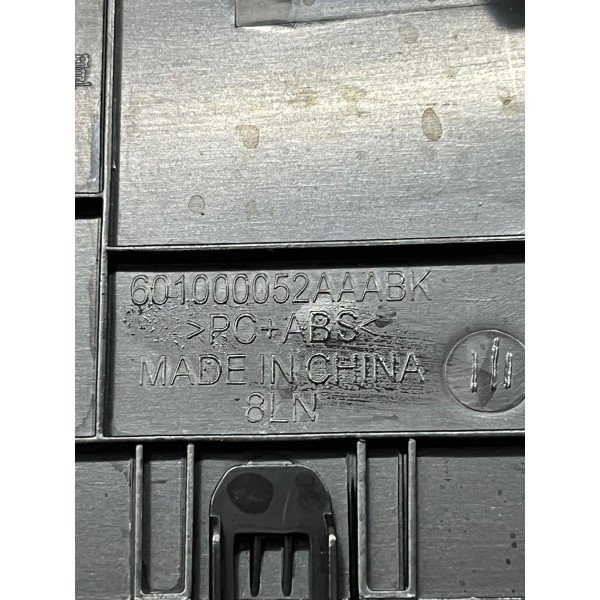 601000052AAABK
>PC+ABS<
MADE IN CHINA
8LN